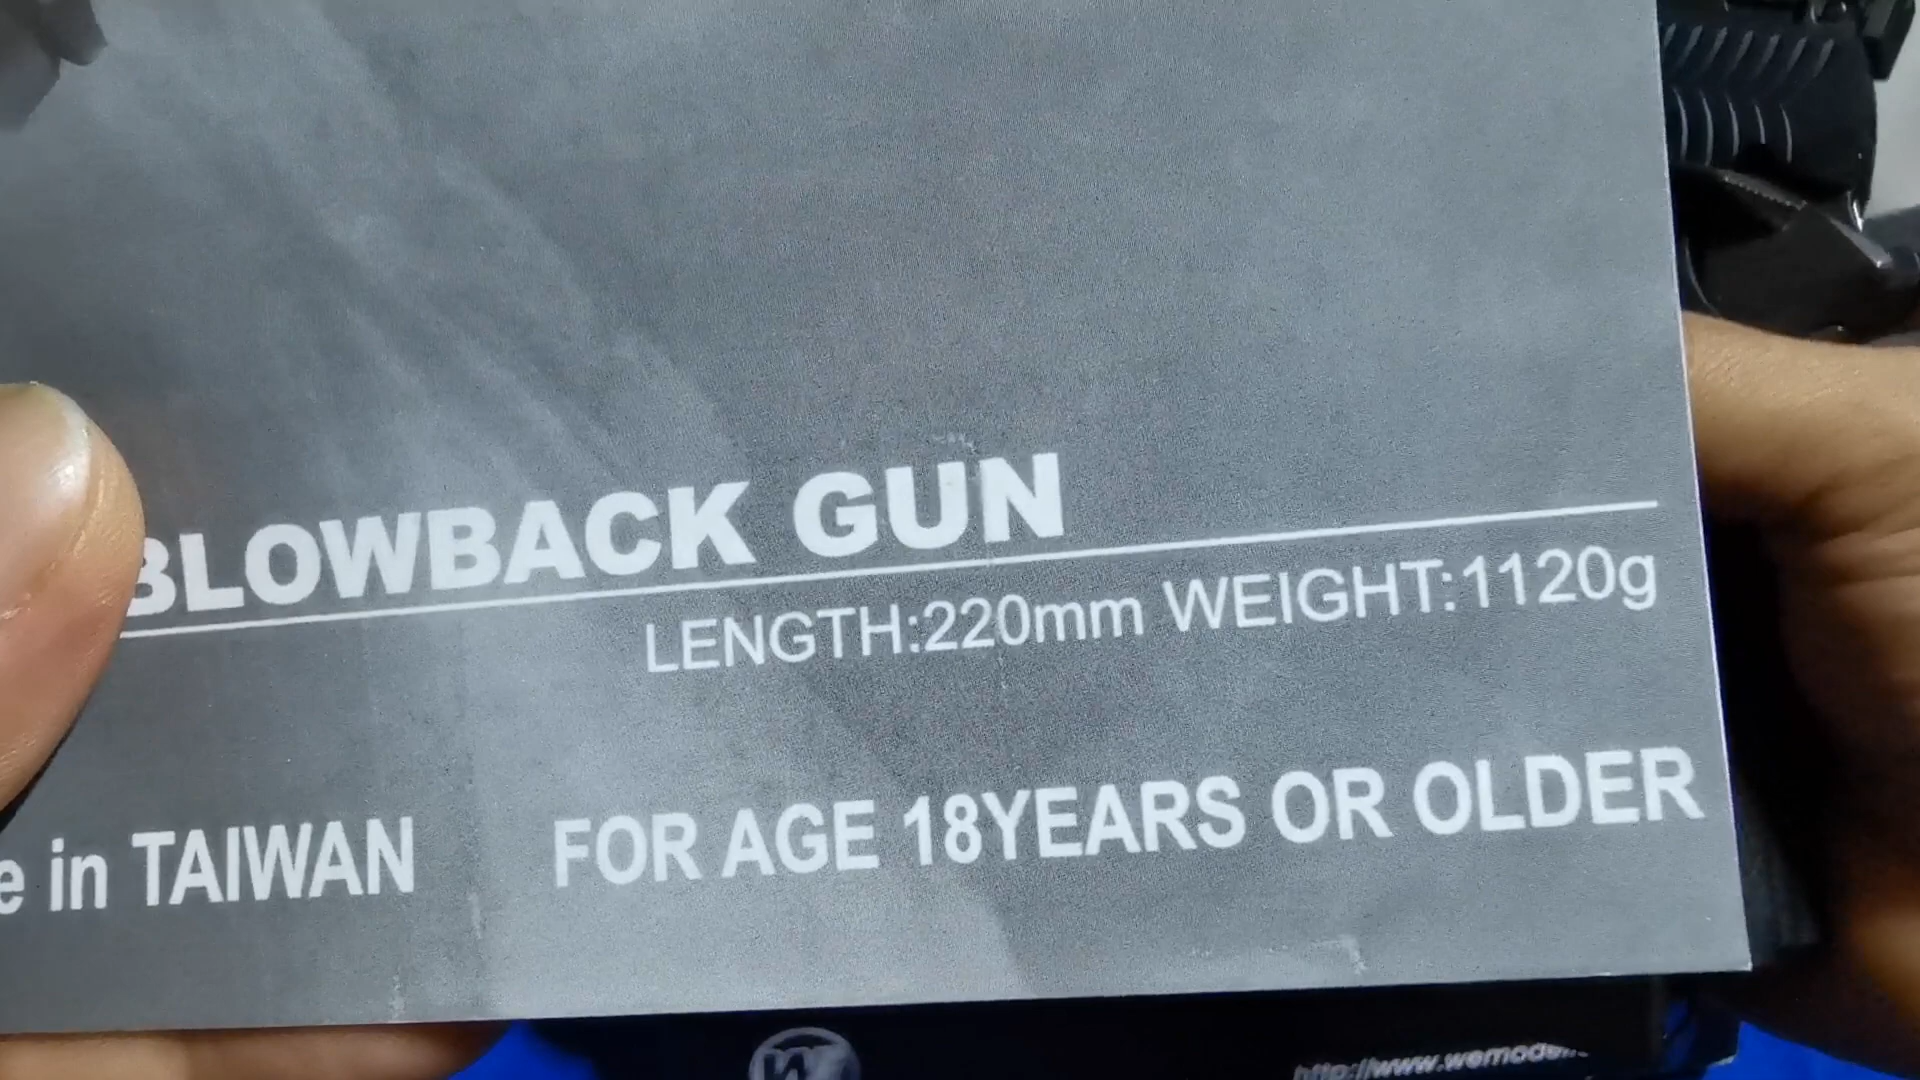 BLOWBACK GUN
LENGTH:220mm WEIGHT:1120g
e in TAIWAN FOR AGE 18YEARS OR OLDER
W